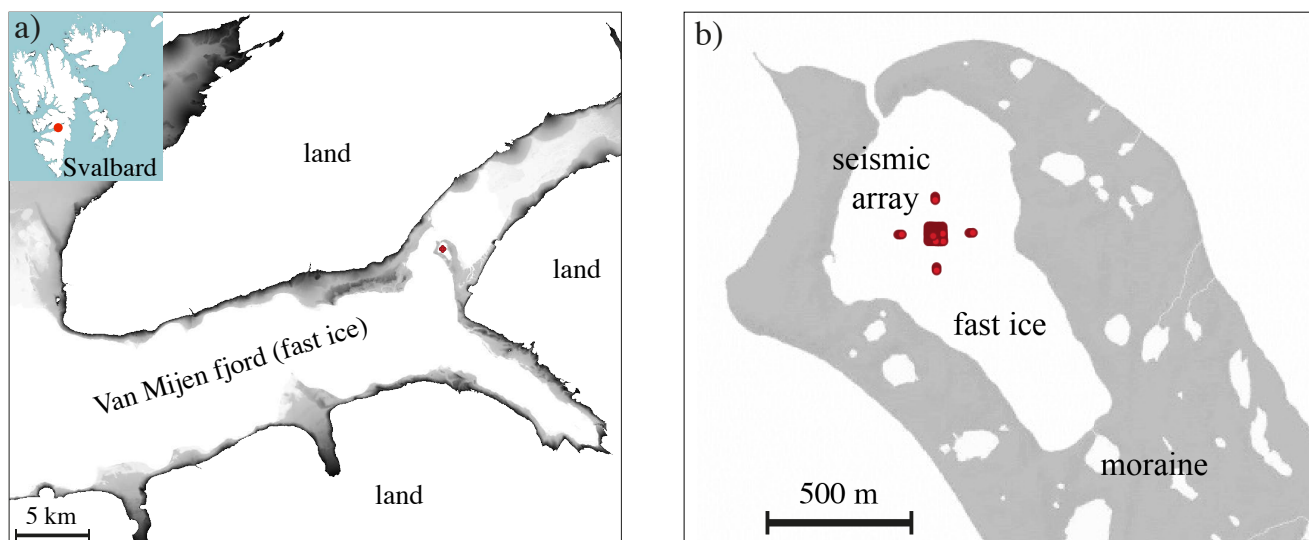 a)
Svalbard
land
land
Van Mijen fjord (fast ice)
land
5 km
b)
seismic
array
fast ice
moraine
500 m